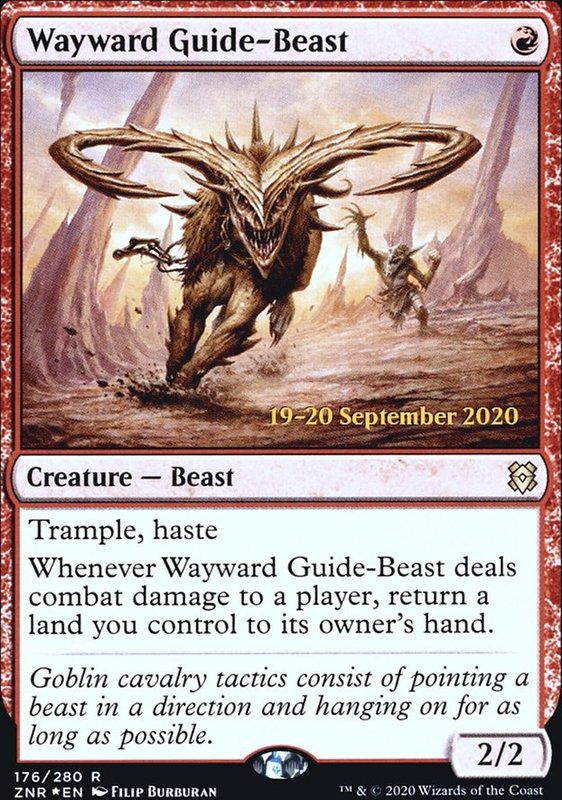 Wayward Guide-Beast
19-20 September 2020
Creature — Beast
Trample, haste
Whenever Wayward Guide-Beast deals
combat damage to a player, return a
land you control to its owner's hand.
Goblin cavalry tactics consist of pointing a
beast in a direction and hanging on for as
long as possible.
2/2
176/280 R
ZNR ★ EN Filip Burburan
™ & © 2020 Wizards of the Coast